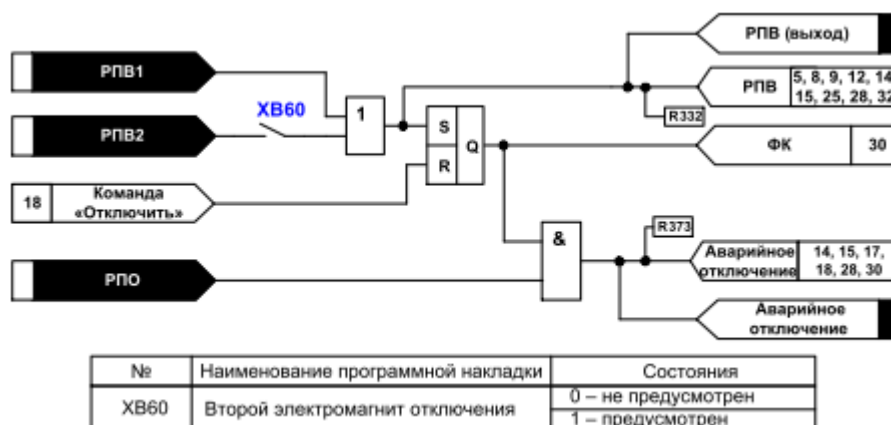 РПВ (выход)
РПВ1
РПВ
5, 8, 9, 12, 14
15, 25, 28, 32
ХВ60
1
R332
РПВ2
S
Q
ФК
30
R
18
Команда
«Отключить»
R373
&
Аварийное
отключение
14, 15, 17,
18, 28, 30
РПО
Аварийное
отключение
№
Наименование программной накладки
Состояния
ХВ60
Второй электромагнит отключения
0 – не предусмотрен
1 – предусмотрен